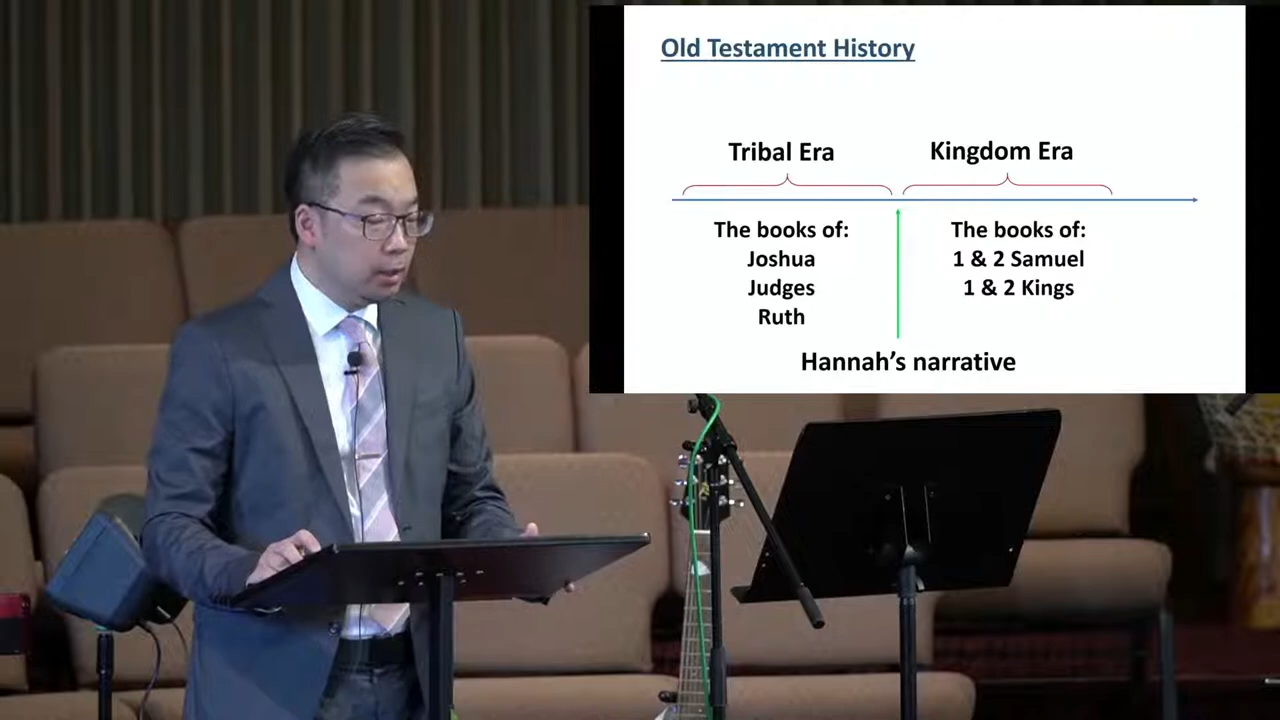 Old Testament History
Tribal Era
Kingdom Era
The books of:
Joshua
Judges
Ruth
The books of:
1 & 2 Samuel
1 & 2 Kings
Hannah's narrative